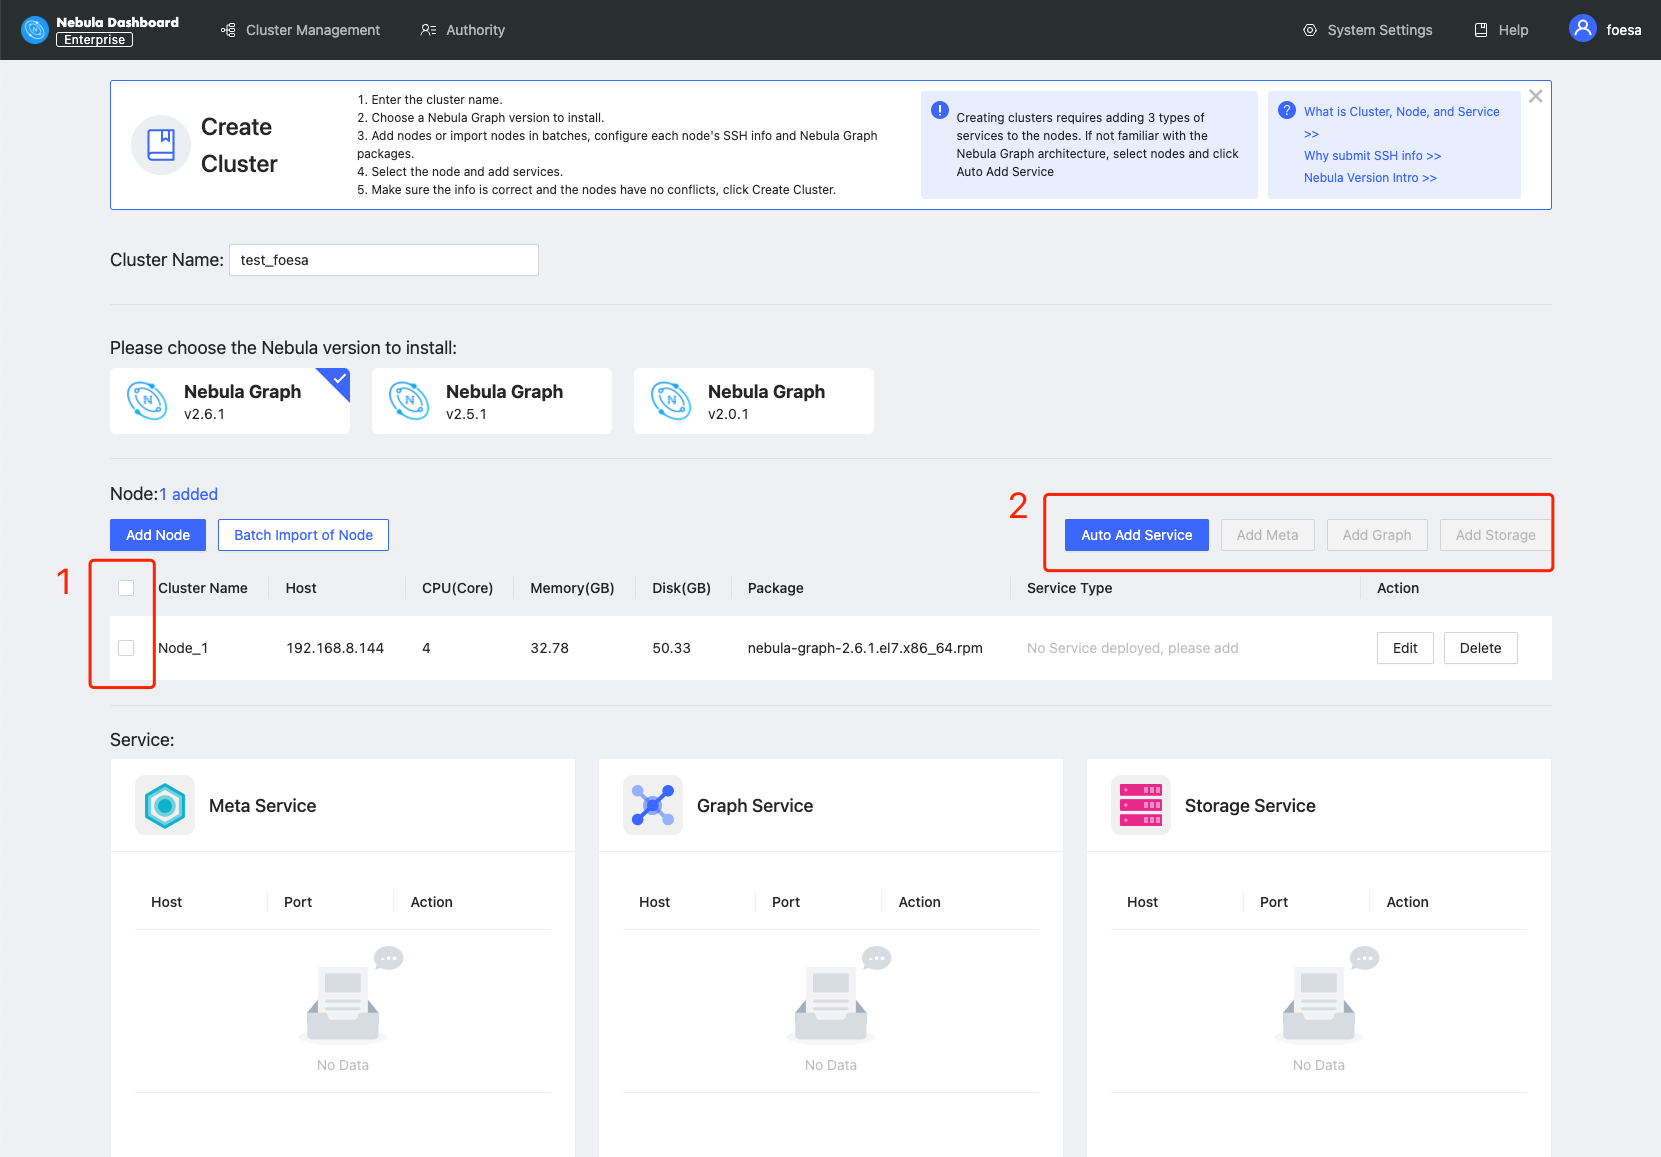 Nebula Dashboard
Enterprise
Cluster Management
Authority
System Settings
Help
foesa
Create
Cluster
1. Enter the cluster name.
2. Choose a Nebula Graph version to install.
3. Add nodes or import nodes in batches, configure each node's SSH info and Nebula Graph
packages.
4. Select the node and add services.
5. Make sure the info is correct and the nodes have no conflicts, click Create Cluster.
Creating clusters requires adding 3 types of
services to the nodes. If not familiar with the
Nebula Graph architecture, select nodes and click
Auto Add Service
What is Cluster, Node, and Service
>>
Why submit SSH info >>
Nebula Version Intro >>
Cluster Name: test_foesa
Please choose the Nebula version to install:
Nebula Graph
v2.6.1
Nebula Graph
v2.5.1
Nebula Graph
v2.0.1
Node:1 added
2
Add Node
Batch Import of Node
Auto Add Service
Add Meta
Add Graph
Add Storage
1
Cluster Name Host CPU(Core) Memory(GB) Disk(GB) Package Service Type Action
Node_1 192.168.8.144 4 32.78 50.33 nebula-graph-2.6.1.el7.x86_64.rpm No Service deployed, please add Edit Delete
Service:
Meta Service
Host Port Action
No Data
Graph Service
Host Port Action
No Data
Storage Service
Host Port Action
No Data